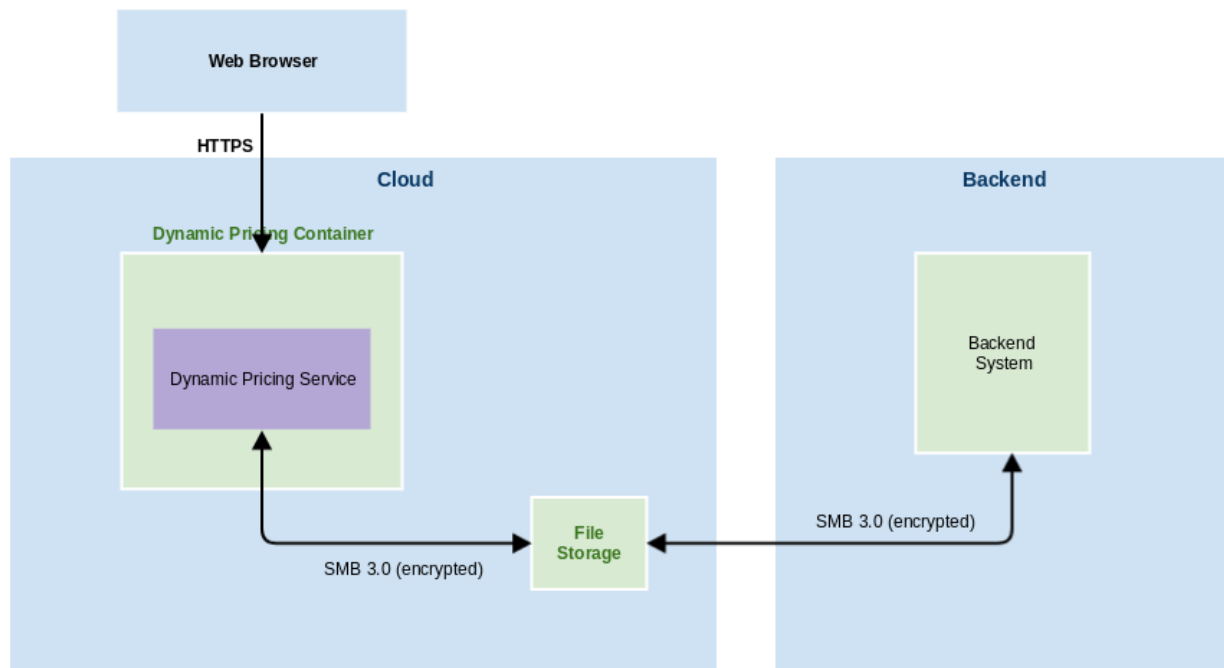 Web Browser
HTTPS
Cloud
Backend
Dynamic Pricing Container
Dynamic Pricing Service
Backend
System
File
Storage
SMB 3.0 (encrypted)
SMB 3.0 (encrypted)